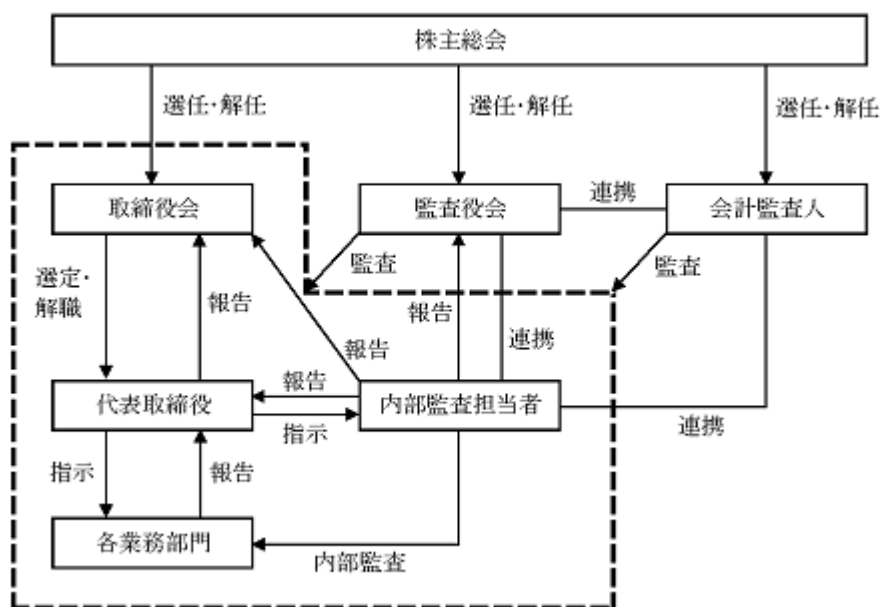 株主総会
選任・解任
選任・解任
選任・解任
取締役会
監査役会
連携
会計監査人
監査
監査
選定・
解職
報告
報告
報告
連携
報告
代表取締役
内部監査担当者
指示
連携
指示
報告
各業務部門
内部監査